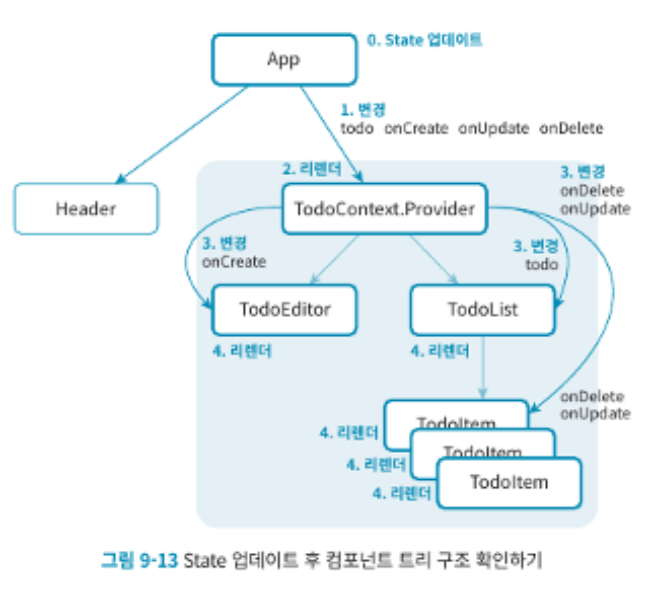 0. State 업데이트
App
1. 변경
todo onCreate onUpdate onDelete
2. 리렌더
3. 변경
onDelete
onUpdate
Header
TodoContext.Provider
3. 변경
onCreate
3. 변경
todo
TodoEditor
TodoList
4. 리렌더
4. 리렌더
onDelete
onUpdate
TodoItem
4. 리렌더
TodoItem
4. 리렌더
TodoItem
4. 리렌더
그림 9-13 State 업데이트 후 컴포넌트 트리 구조 확인하기